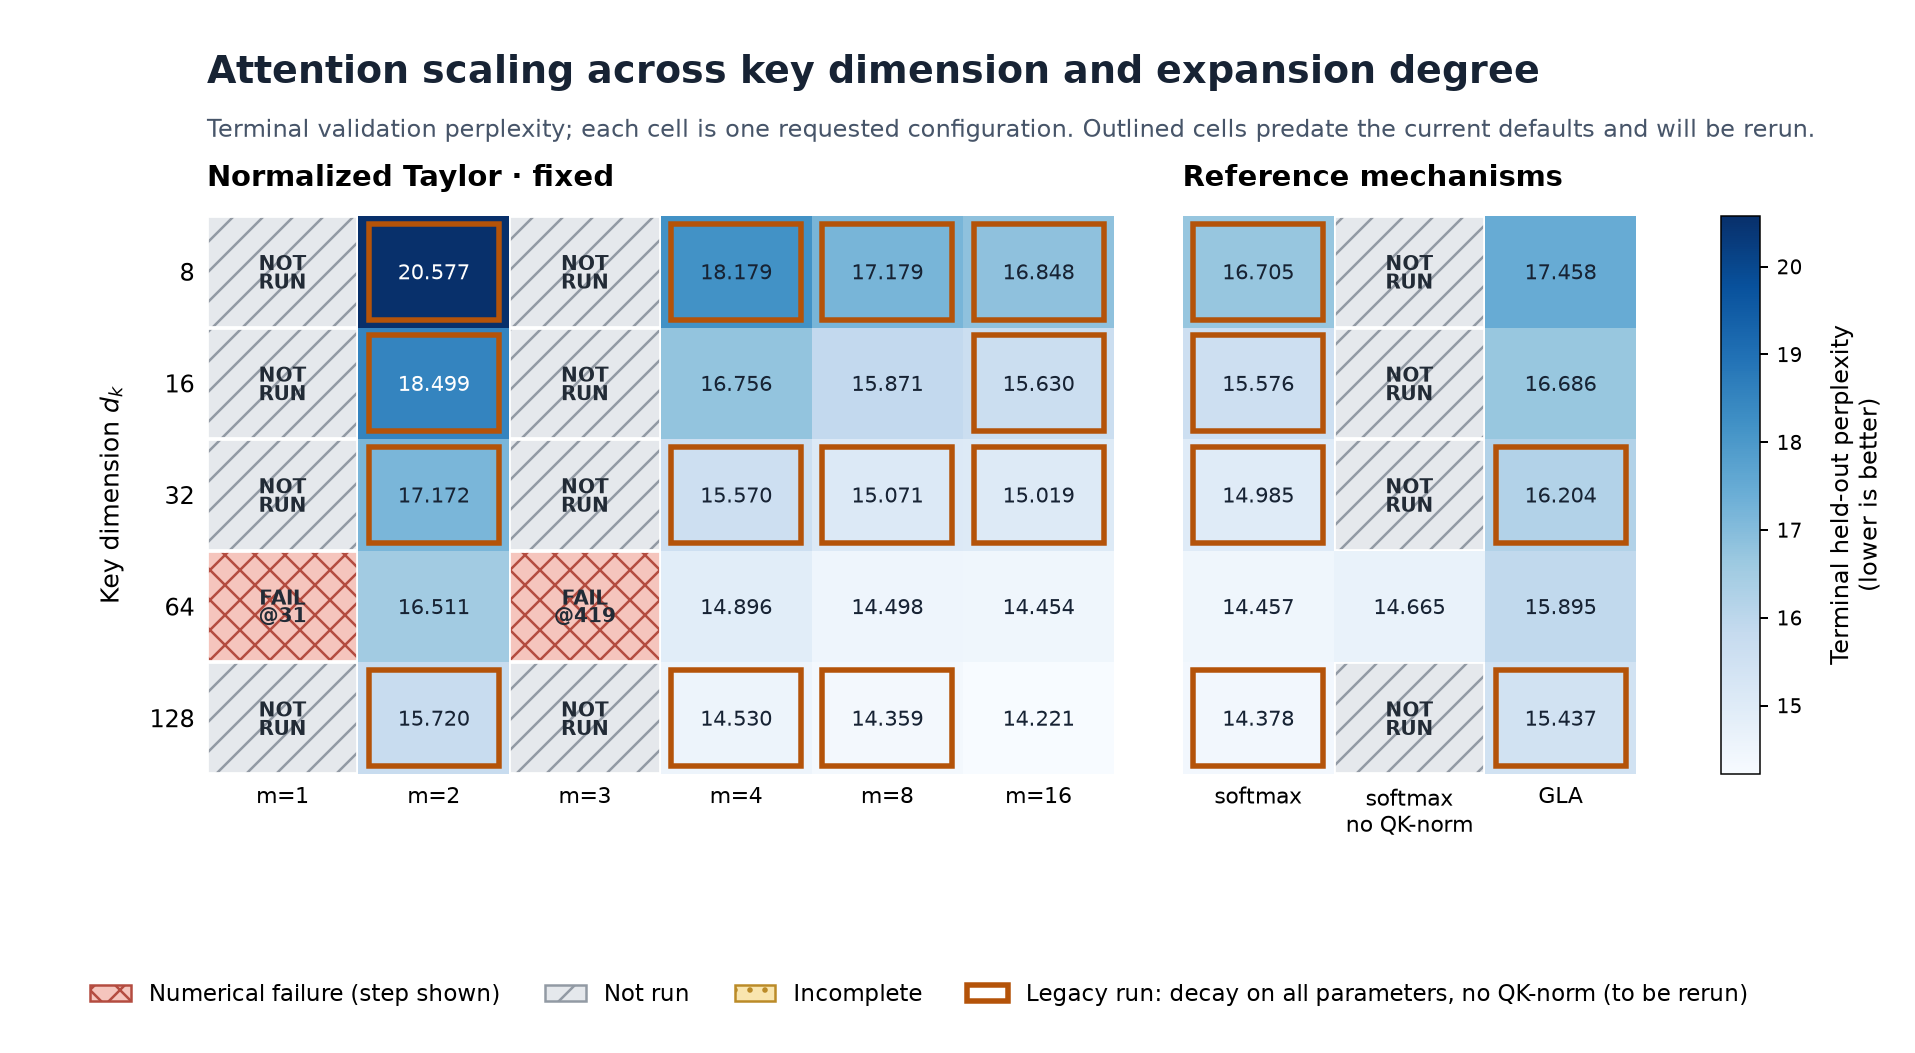 Attention scaling across key dimension and expansion degree
Terminal validation perplexity; each cell is one requested configuration. Outlined cells predate the current defaults and will be rerun.
Normalized Taylor · fixed
Reference mechanisms
Key dimension dₖ
8
NOT
RUN
20.577
NOT
RUN
18.179
17.179
16.848
16.705
NOT
RUN
17.458
16
NOT
RUN
18.499
NOT
RUN
16.756
15.871
15.630
15.576
NOT
RUN
16.686
32
NOT
RUN
17.172
NOT
RUN
15.570
15.071
15.019
14.985
NOT
RUN
16.204
64
FAIL
@31
16.511
FAIL
@419
14.896
14.498
14.454
14.457
14.665
15.895
128
NOT
RUN
15.720
NOT
RUN
14.530
14.359
14.221
14.378
NOT
RUN
15.437
m=1
m=2
m=3
m=4
m=8
m=16
softmax
softmax
no QK-norm
GLA
20
19
18
17
16
15
Terminal held-out perplexity
(lower is better)
Numerical failure (step shown)
Not run
Incomplete
Legacy run: decay on all parameters, no QK-norm (to be rerun)